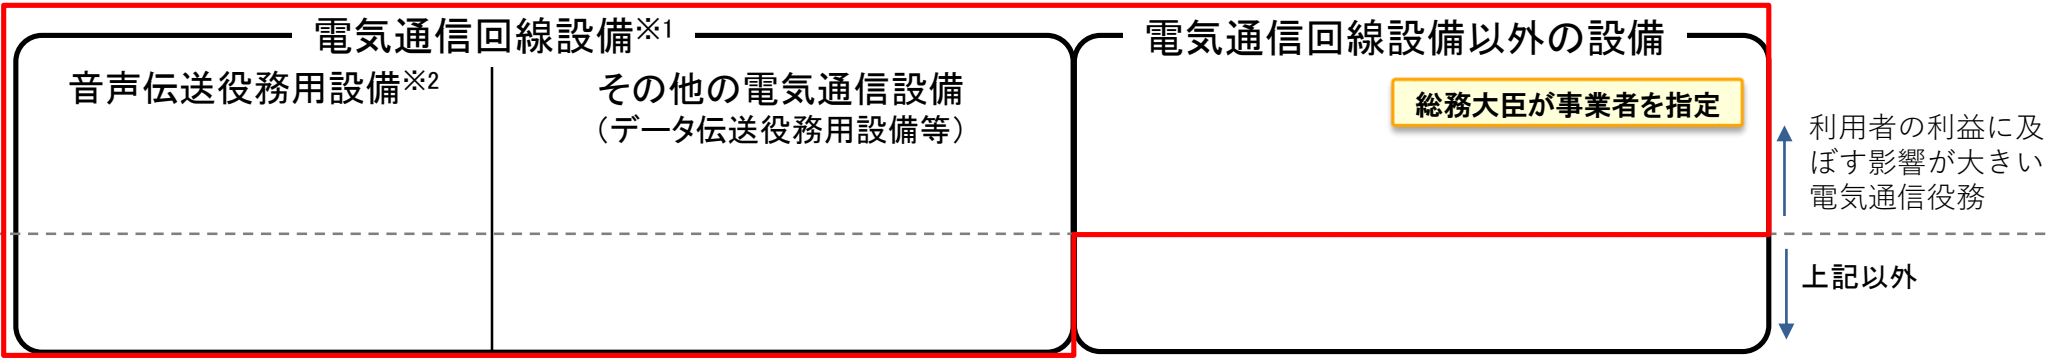 電気通信回線設備※1
電気通信回線設備以外の設備
音声伝送役務用設備※2
その他の電気通信設備
（データ伝送役務用設備等）
総務大臣が事業者を指定
利用者の利益に及
ぼす影響が大きい
電気通信役務
上記以外